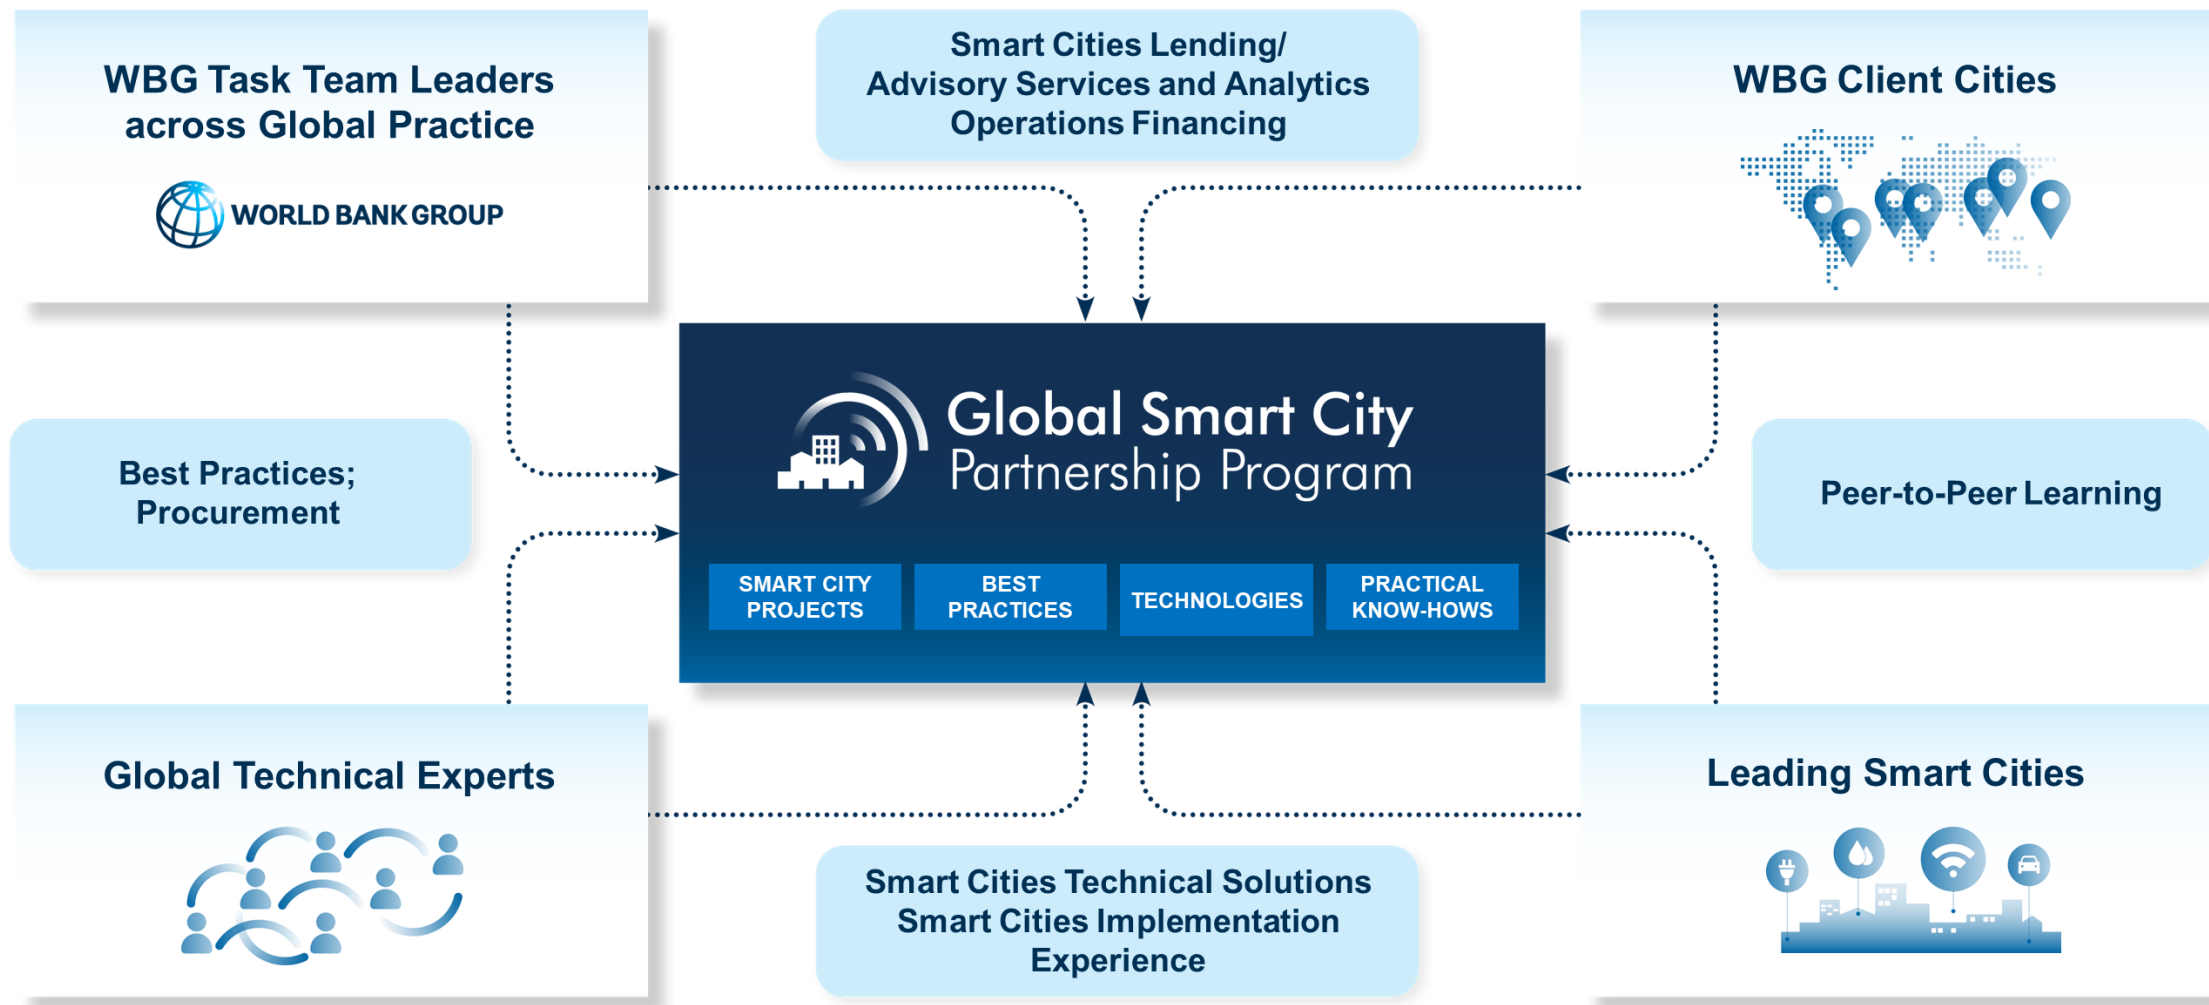 WBG Task Team Leaders
across Global Practice
WORLD BANK GROUP
Smart Cities Lending/
Advisory Services and Analytics
Operations Financing
WBG Client Cities
Best Practices;
Procurement
Global Smart City
Partnership Program
SMART CITY
PROJECTS
BEST
PRACTICES
TECHNOLOGIES
PRACTICAL
KNOW-HOWS
Peer-to-Peer Learning
Global Technical Experts
Smart Cities Technical Solutions
Smart Cities Implementation
Experience
Leading Smart Cities